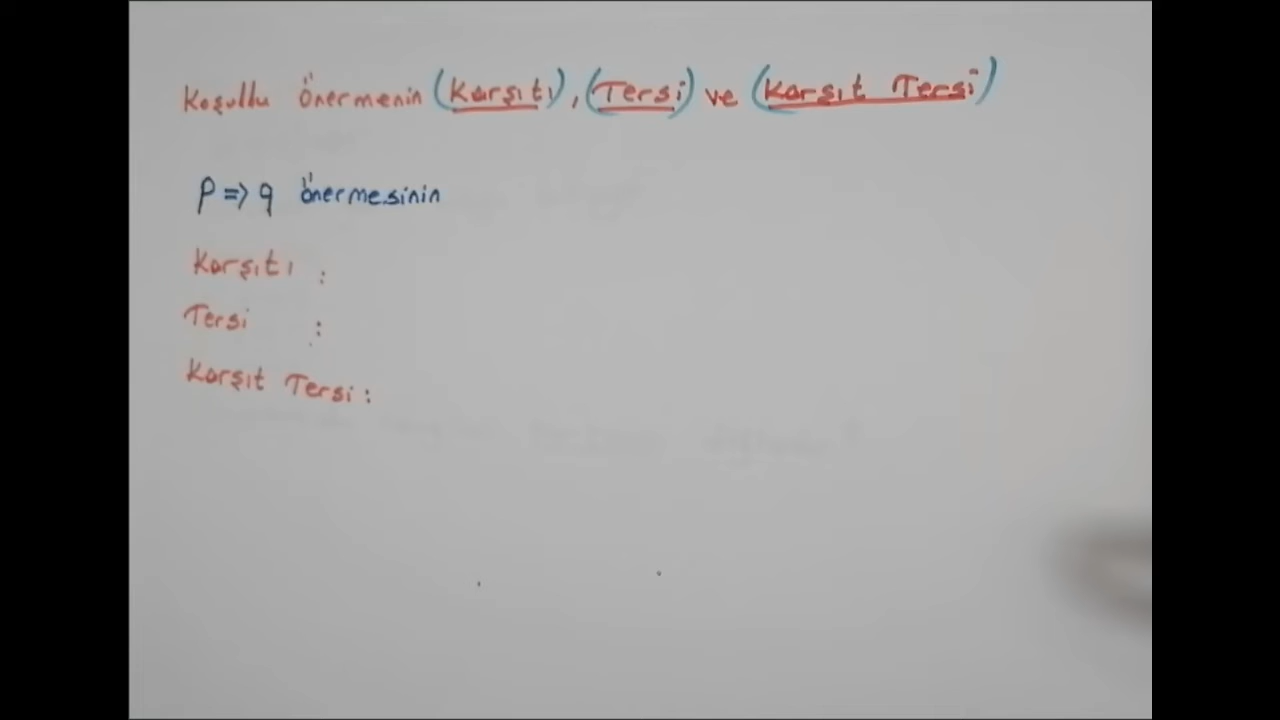 Koşullu Önermenin (Karşıtı), (Tersi) ve (Karşıt Tersi)
p => q önermesinin
Karşıtı :
Tersi :
Karşıt Tersi :